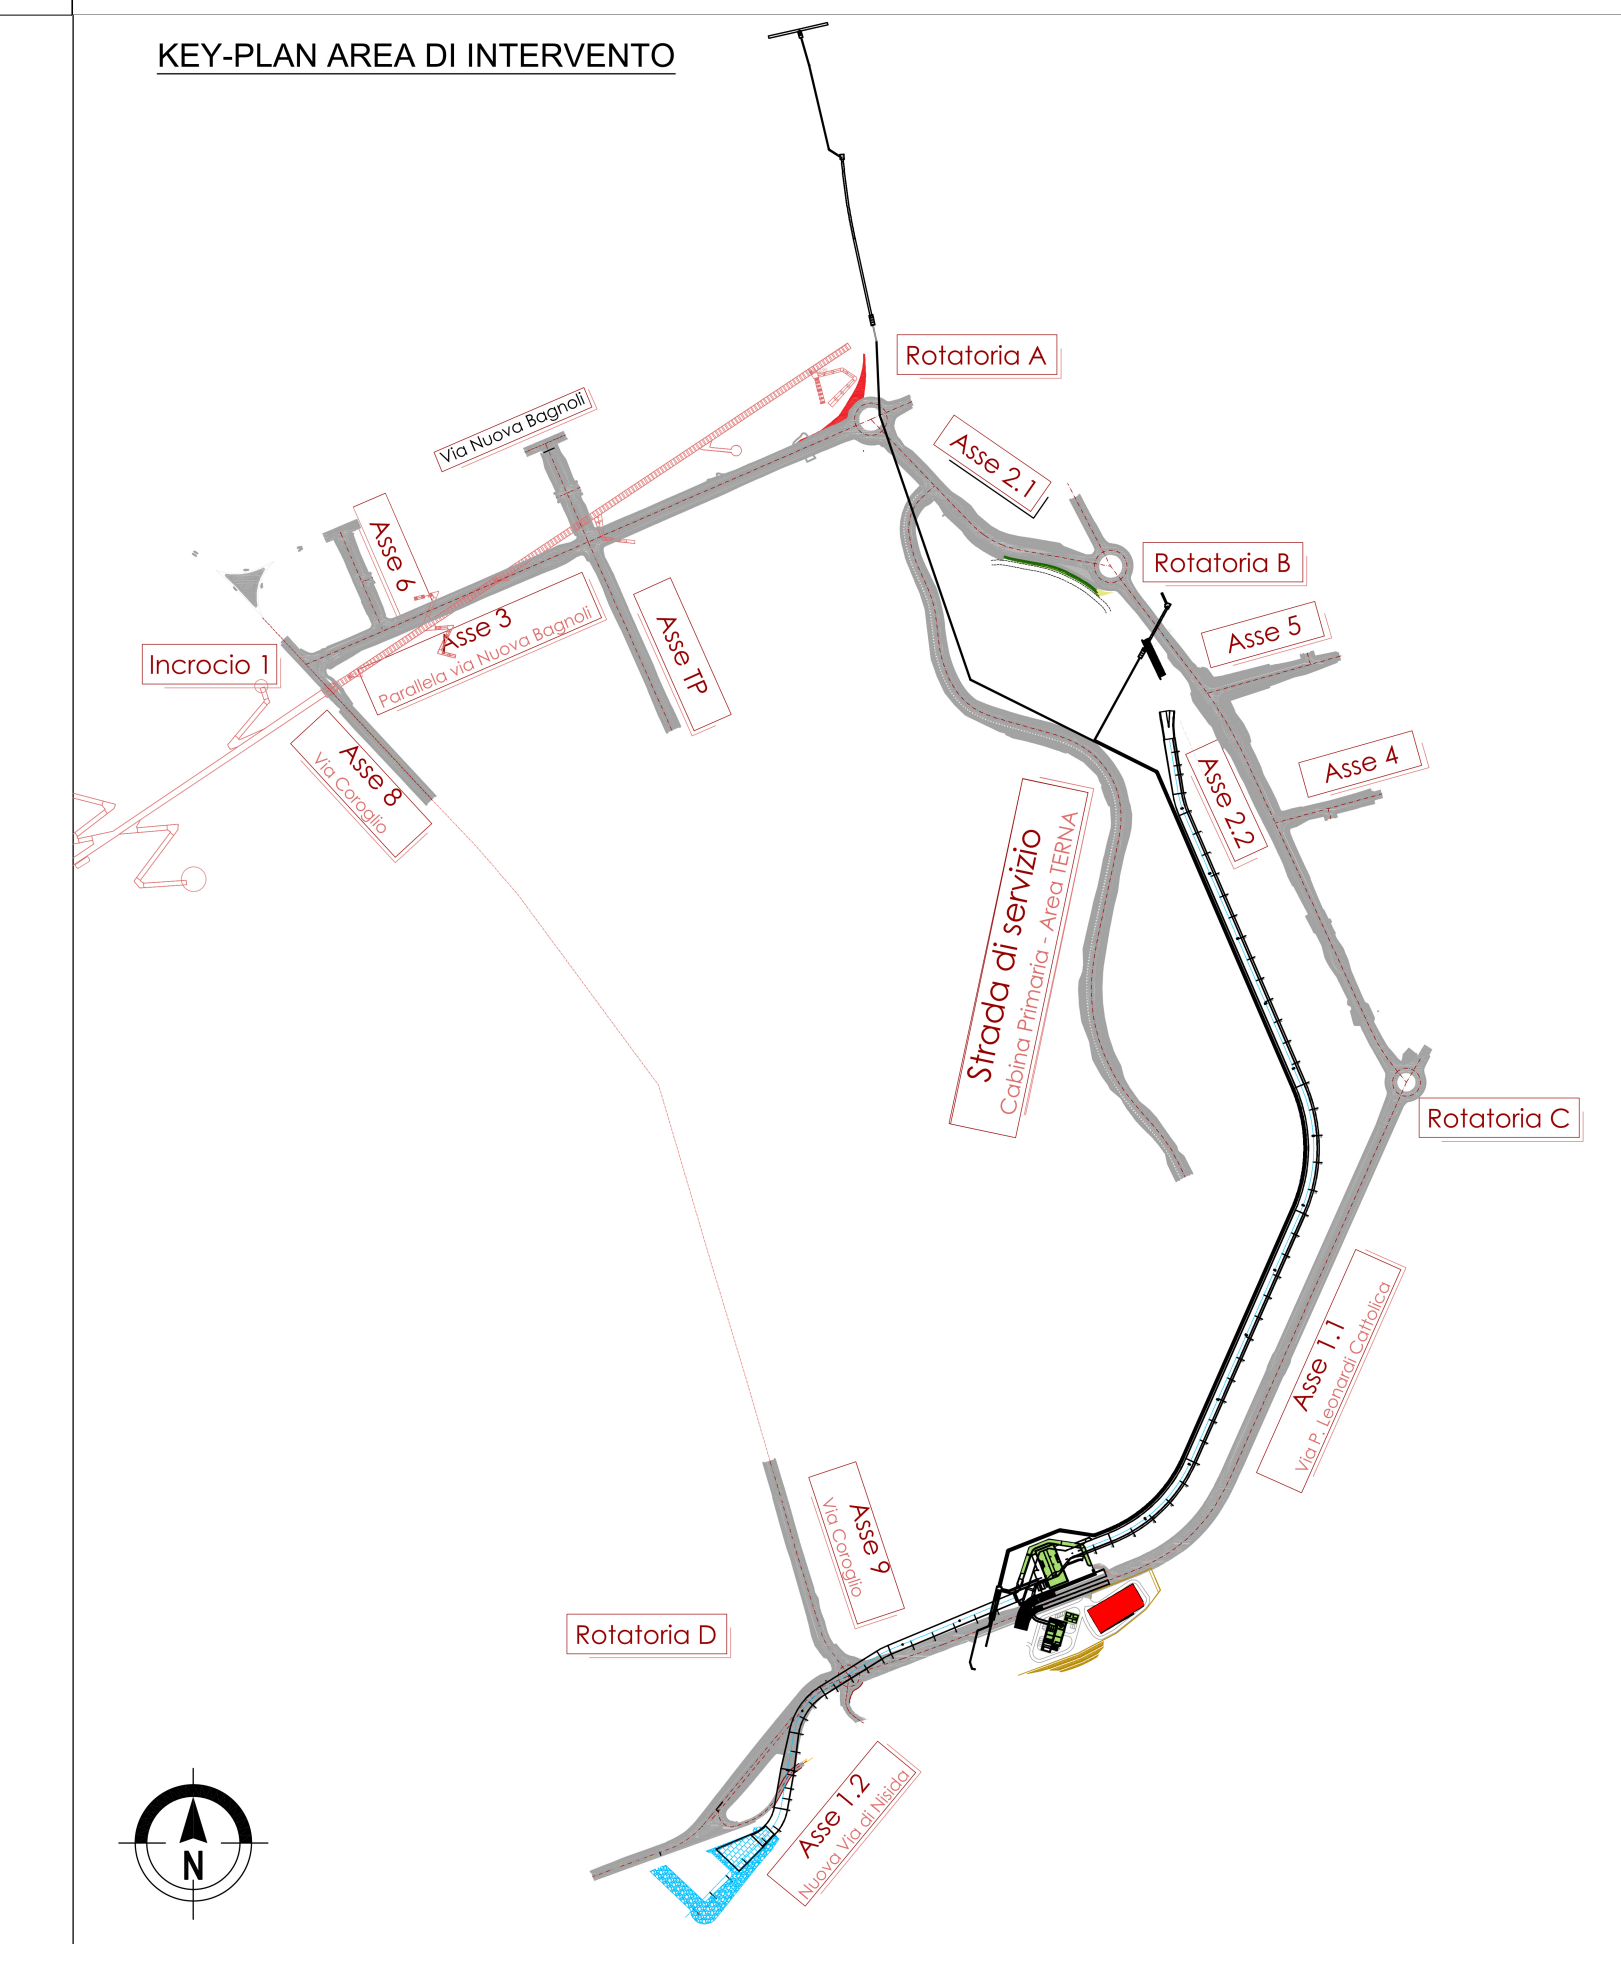 KEY-PLAN AREA DI INTERVENTO
Rotatoria A
Via Nuova Bagnoli
Asse 2.1
Asse 6
Rotatoria B
Asse 3
Parallela via Nuova Bagnoli
Asse 5
Asse TP
Incrocio 1
Asse 8
Via Coroglio
Asse 4
Asse 2.2
Strada di servizio
Cabina Primaria - Area TERNA
Rotatoria C
Asse 1.1
Via P. Leonardi Cattolica
Asse 9
Via Coroglio
Rotatoria D
Asse 1.2
Nuova Via di Nisida
N